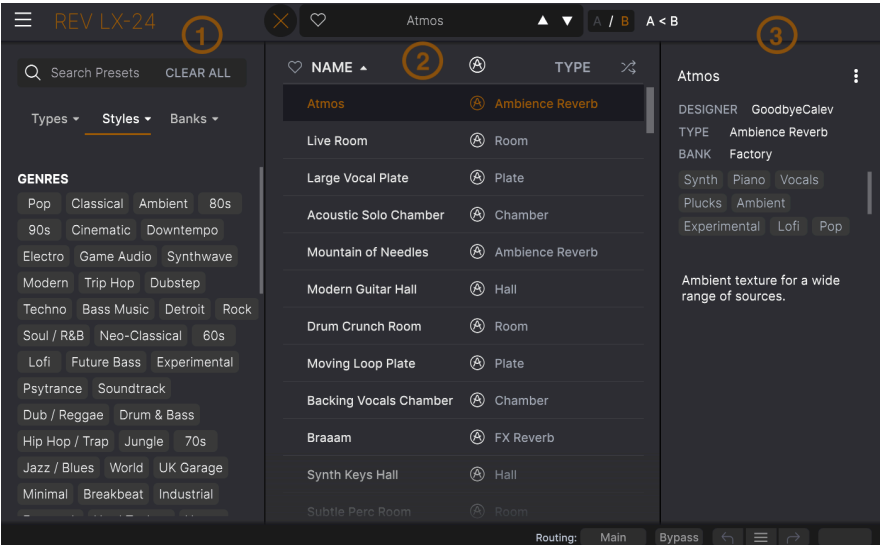 REV LX-24
Atmos
A / B
A < B
1
Search Presets CLEAR ALL
Types Styles Banks
GENRES
Pop Classical Ambient 80s
90s Cinematic Downtempo
Electro Game Audio Synthwave
Modern Trip Hop Dubstep
Techno Bass Music Detroit Rock
Soul / R&B Neo-Classical 60s
Lofi Future Bass Experimental
Psytrance Soundtrack
Dub / Reggae Drum & Bass
Hip Hop / Trap Jungle 70s
Jazz / Blues World UK Garage
Minimal Breakbeat Industrial
2
NAME TYPE
Atmos Ambience Reverb
Live Room Room
Large Vocal Plate Plate
Acoustic Solo Chamber Chamber
Mountain of Needles Ambience Reverb
Modern Guitar Hall Hall
Drum Crunch Room Room
Moving Loop Plate Plate
Backing Vocals Chamber Chamber
Braaam FX Reverb
Synth Keys Hall Hall
Subtle Perc Room Room
3
Atmos
DESIGNER GoodbyeCalev
TYPE Ambience Reverb
BANK Factory
Synth Piano Vocals
Plucks Ambient
Experimental Lofi Pop
Ambient texture for a wide
range of sources.
Routing: Main Bypass